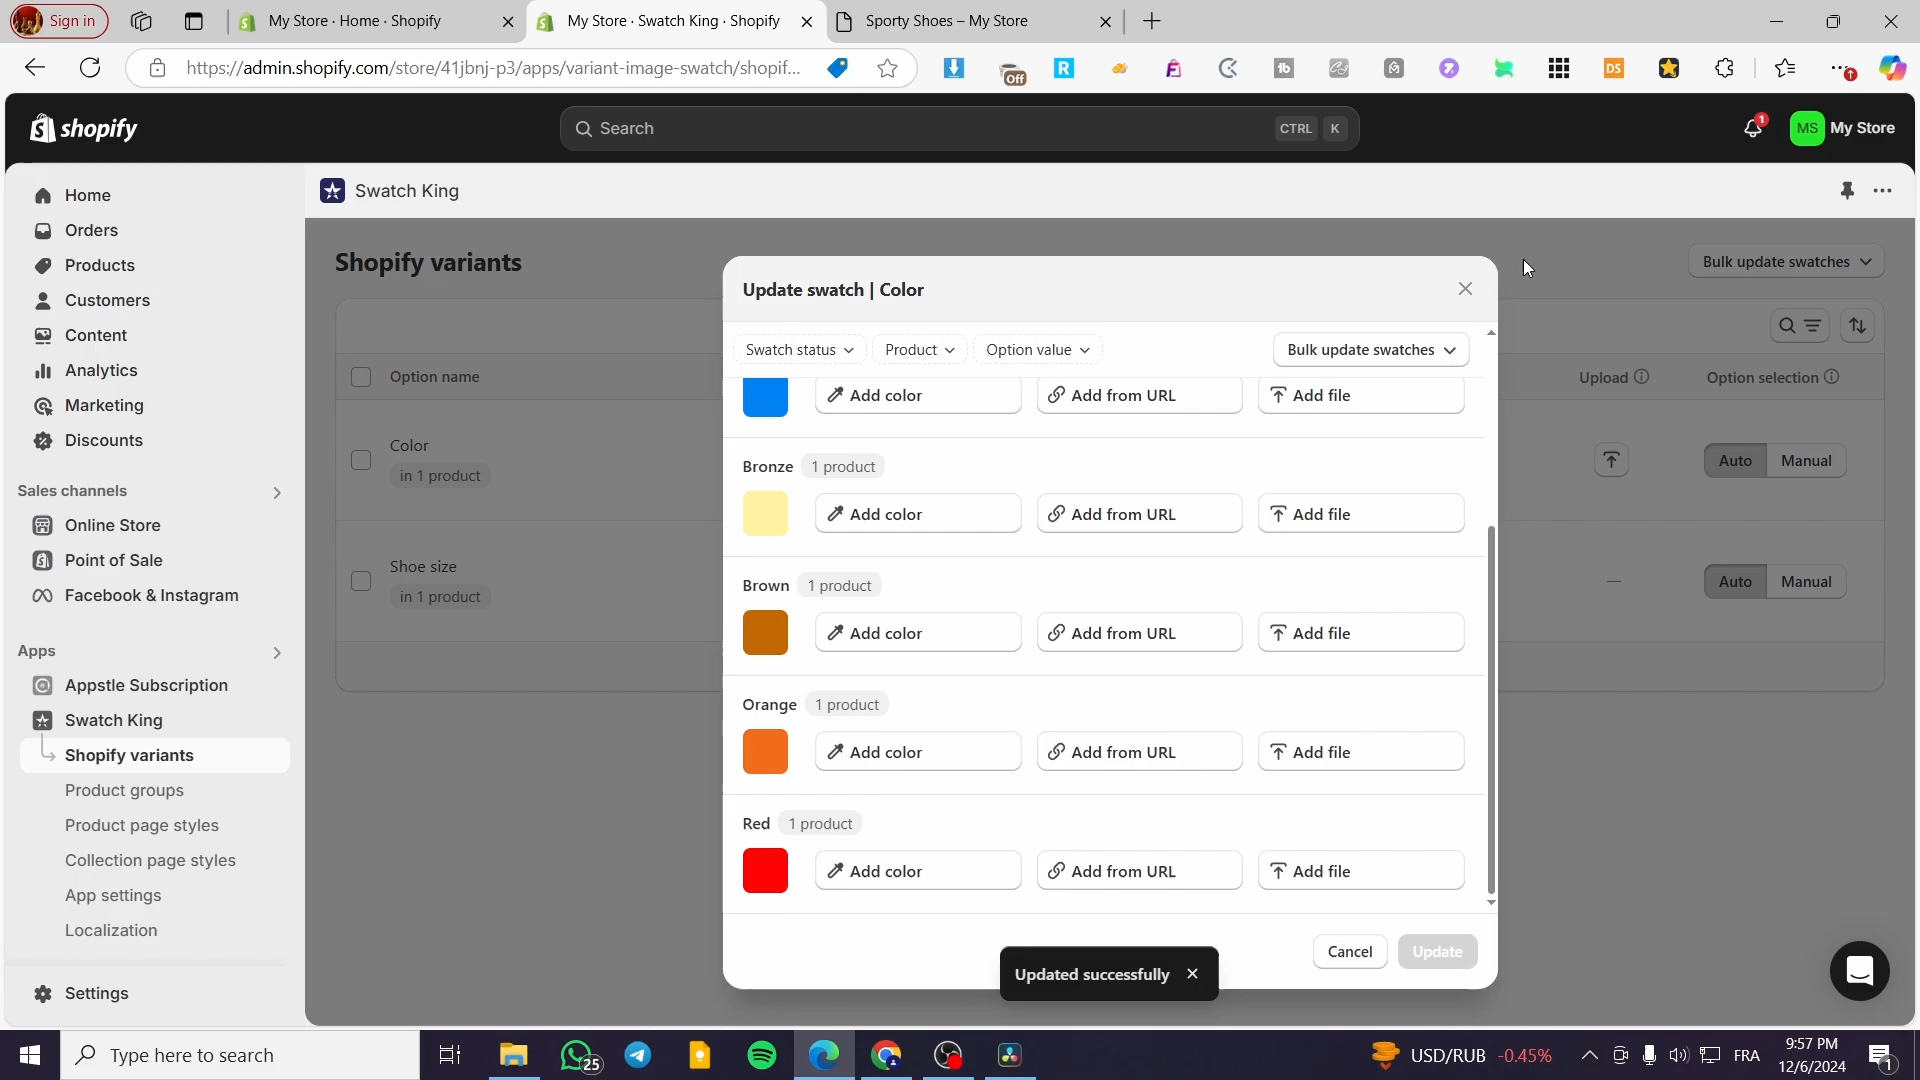 Sign in
My Store · Home · Shopify
My Store · Swatch King · Shopify
Sporty Shoes – My Store
https://admin.shopify.com/store/41jbnj-p3/apps/variant-image-swatch/shopif...
Off
shopify
Search
CTRL K
1
MS
My Store
Home
Orders
Products
Customers
Content
Analytics
Marketing
Discounts
Sales channels
Online Store
Point of Sale
Facebook & Instagram
Apps
Appstle Subscription
Swatch King
Shopify variants
Product groups
Product page styles
Collection page styles
App settings
Localization
Settings
Swatch King
Shopify variants
Bulk update swatches
Option name
Upload
Option selection
Color
in 1 product
Auto
Manual
Shoe size
in 1 product
—
Auto
Manual
Update swatch | Color
Swatch status
Product
Option value
Bulk update swatches
Add color
Add from URL
Add file
Bronze
1 product
Add color
Add from URL
Add file
Brown
1 product
Add color
Add from URL
Add file
Orange
1 product
Add color
Add from URL
Add file
Red
1 product
Add color
Add from URL
Add file
Cancel
Update
Updated successfully
Type here to search
25
USD/RUB -0.45%
FRA
9:57 PM
12/6/2024
1